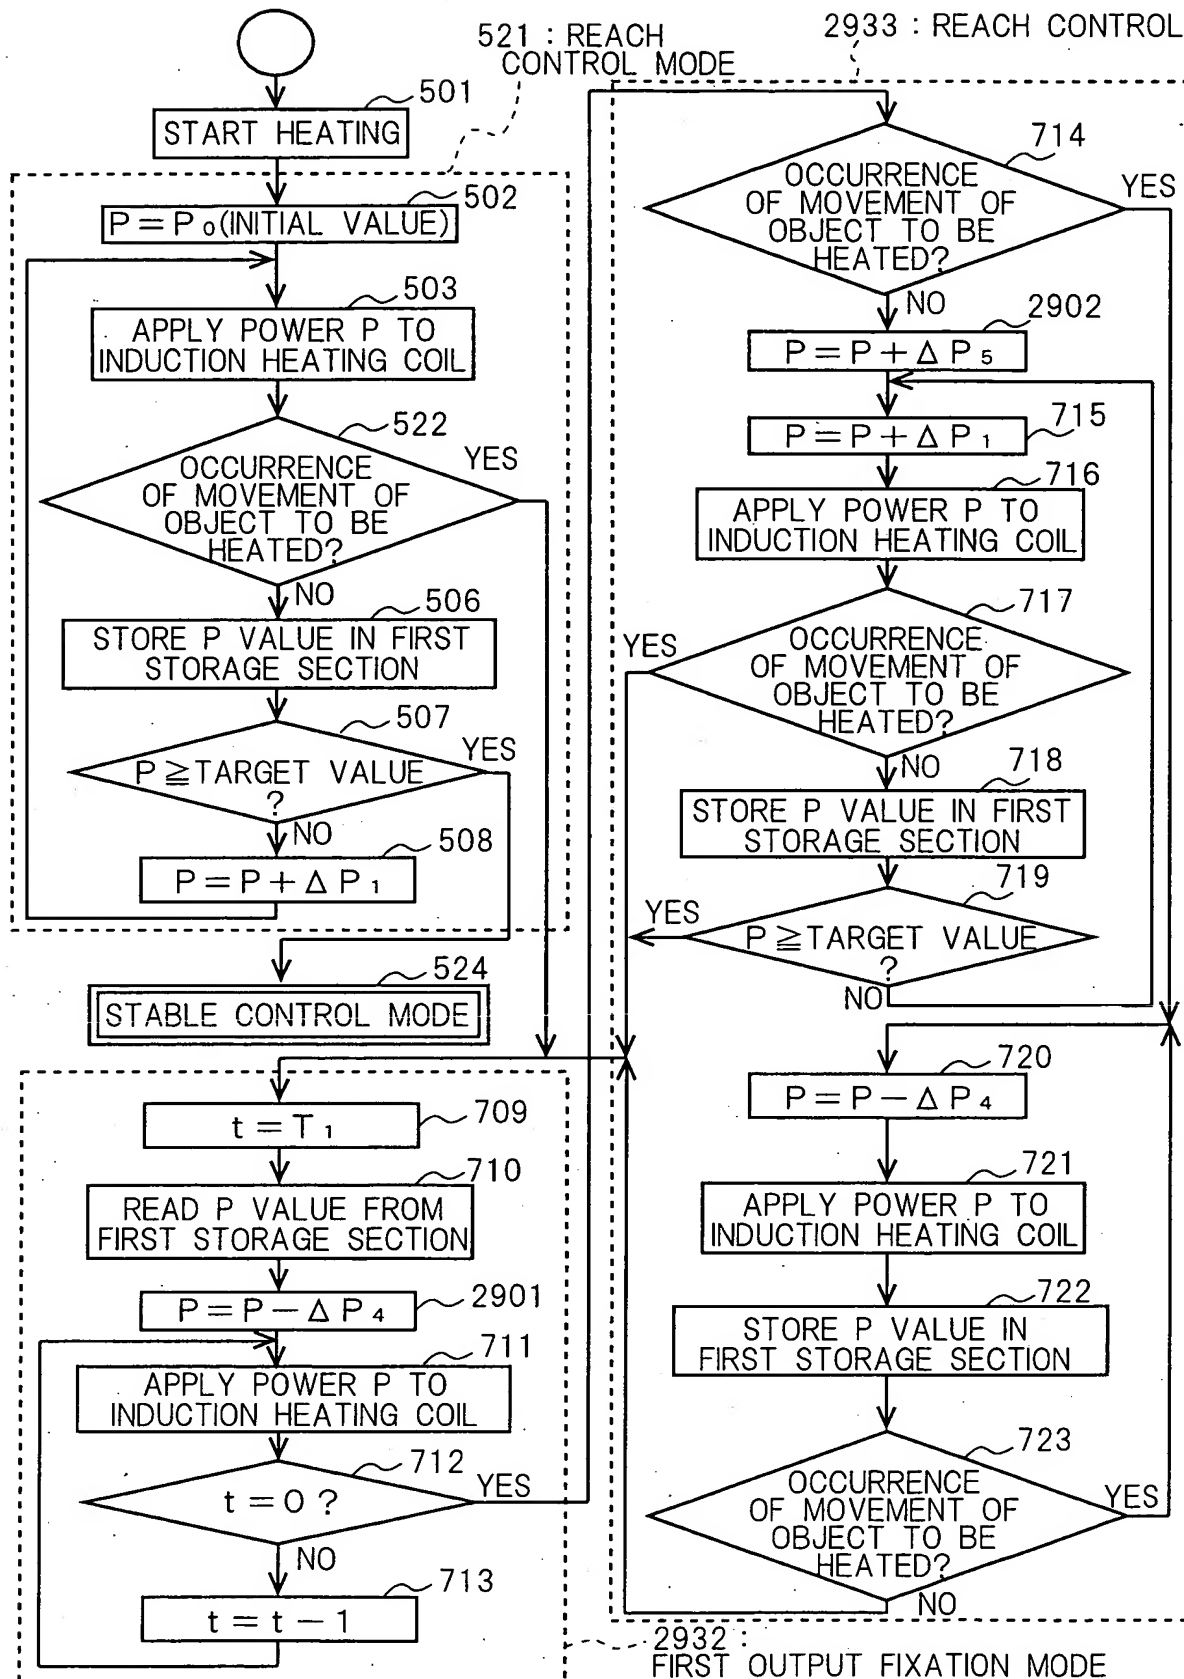 521 : REACH
CONTROL MODE
501
START HEATING
502
P = P₀ (INITIAL VALUE)
503
APPLY POWER P TO
INDUCTION HEATING COIL
522
YES
OCCURRENCE
OF MOVEMENT OF
OBJECT TO BE
HEATED?
NO
506
STORE P VALUE IN FIRST
STORAGE SECTION
507
YES
P ≧ TARGET VALUE
?
NO
508
P = P + Δ P₁
524
STABLE CONTROL MODE
709
t = T₁
710
READ P VALUE FROM
FIRST STORAGE SECTION
2901
P = P − Δ P₄
711
APPLY POWER P TO
INDUCTION HEATING COIL
712
YES
t = 0 ?
NO
713
t = t − 1
2932 :
FIRST OUTPUT FIXATION MODE
2933 : REACH CONTROL
714
YES
OCCURRENCE
OF MOVEMENT OF
OBJECT TO BE
HEATED?
NO
2902
P = P + Δ P₅
715
P = P + Δ P₁
716
APPLY POWER P TO
INDUCTION HEATING COIL
717
YES
OCCURRENCE
OF MOVEMENT OF
OBJECT TO BE
HEATED?
NO
718
STORE P VALUE IN FIRST
STORAGE SECTION
719
YES
P ≧ TARGET VALUE
?
NO
720
P = P − Δ P₄
721
APPLY POWER P TO
INDUCTION HEATING COIL
722
STORE P VALUE IN
FIRST STORAGE SECTION
723
YES
OCCURRENCE
OF MOVEMENT OF
OBJECT TO BE
HEATED?
NO